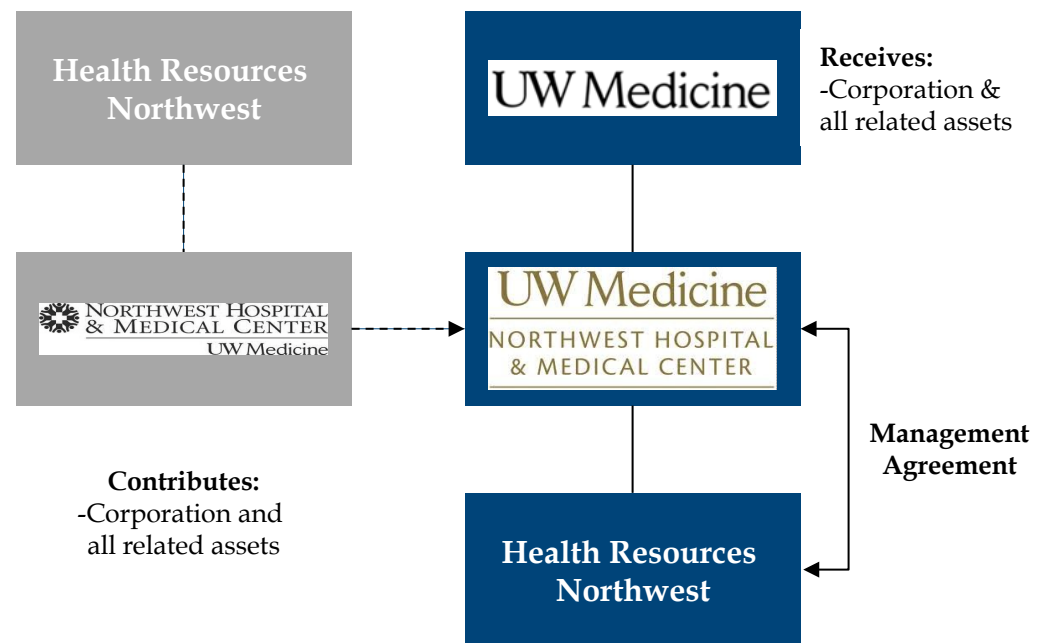 Health Resources
Northwest
UW Medicine
Receives:
-Corporation &
all related assets
NORTHWEST HOSPITAL
& MEDICAL CENTER
UW Medicine
UW Medicine
NORTHWEST HOSPITAL
& MEDICAL CENTER
Management
Agreement
Contributes:
-Corporation and
all related assets
Health Resources
Northwest